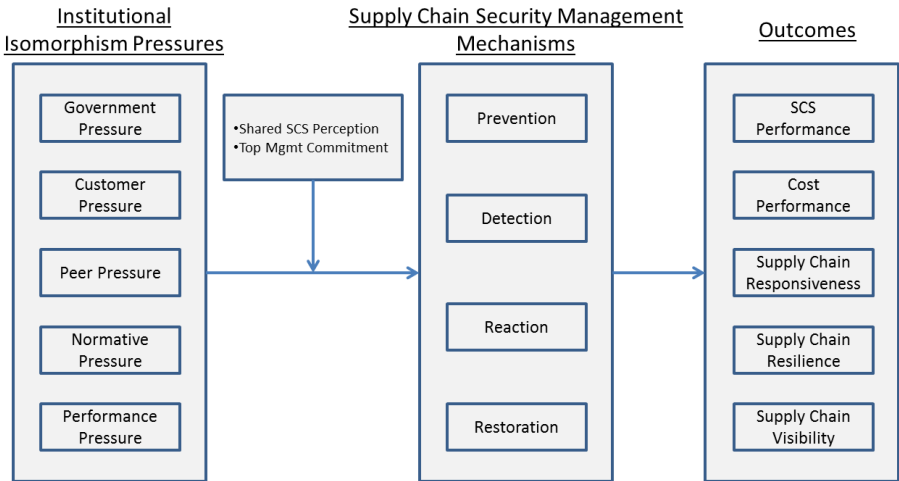 Institutional
Isomorphism Pressures
Government
Pressure
Customer
Pressure
Peer Pressure
Normative
Pressure
Performance
Pressure
•Shared SCS Perception
•Top Mgmt Commitment
Supply Chain Security Management
Mechanisms
Prevention
Detection
Reaction
Restoration
Outcomes
SCS
Performance
Cost
Performance
Supply Chain
Responsiveness
Supply Chain
Resilience
Supply Chain
Visibility